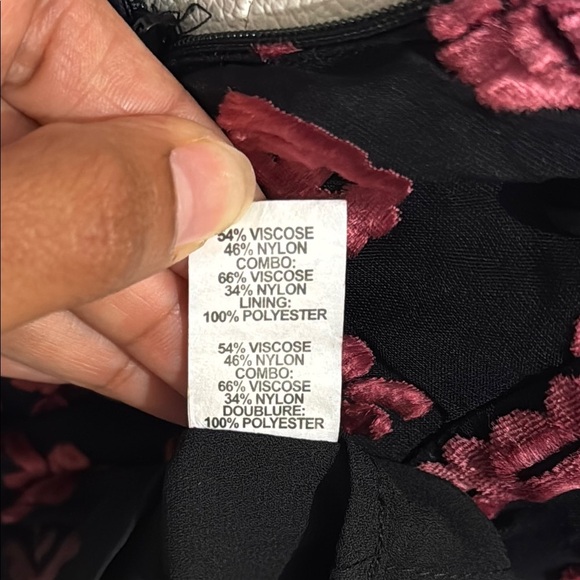 54% VISCOSE
46% NYLON
COMBO:
66% VISCOSE
34% NYLON
LINING:
100% POLYESTER
54% VISCOSE
46% NYLON
COMBO:
66% VISCOSE
34% NYLON
DOUBLURE:
100% POLYESTER